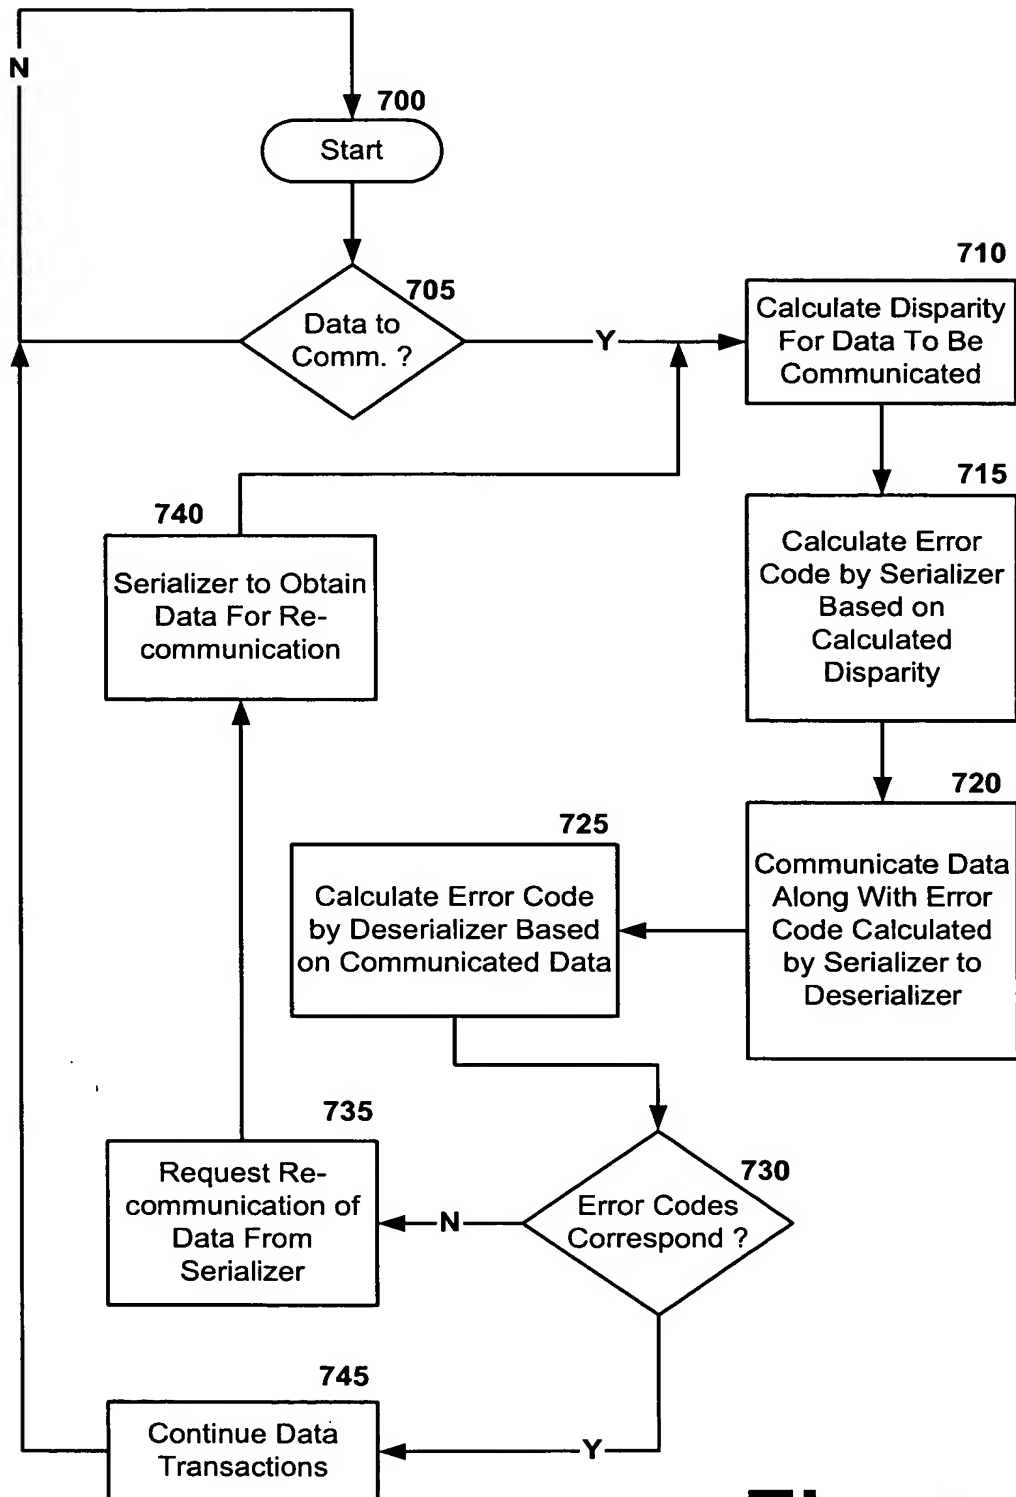 N
700
Start
705
Data to
Comm. ?
Y
710
Calculate Disparity
For Data To Be
Communicated
715
Calculate Error
Code by Serializer
Based on
Calculated
Disparity
740
Serializer to Obtain
Data For Re-
communication
720
Communicate Data
Along With Error
Code Calculated
by Serializer to
Deserializer
725
Calculate Error Code
by Deserializer Based
on Communicated Data
730
Error Codes
Correspond ?
N
735
Request Re-
communication of
Data From
Serializer
Y
745
Continue Data
Transactions